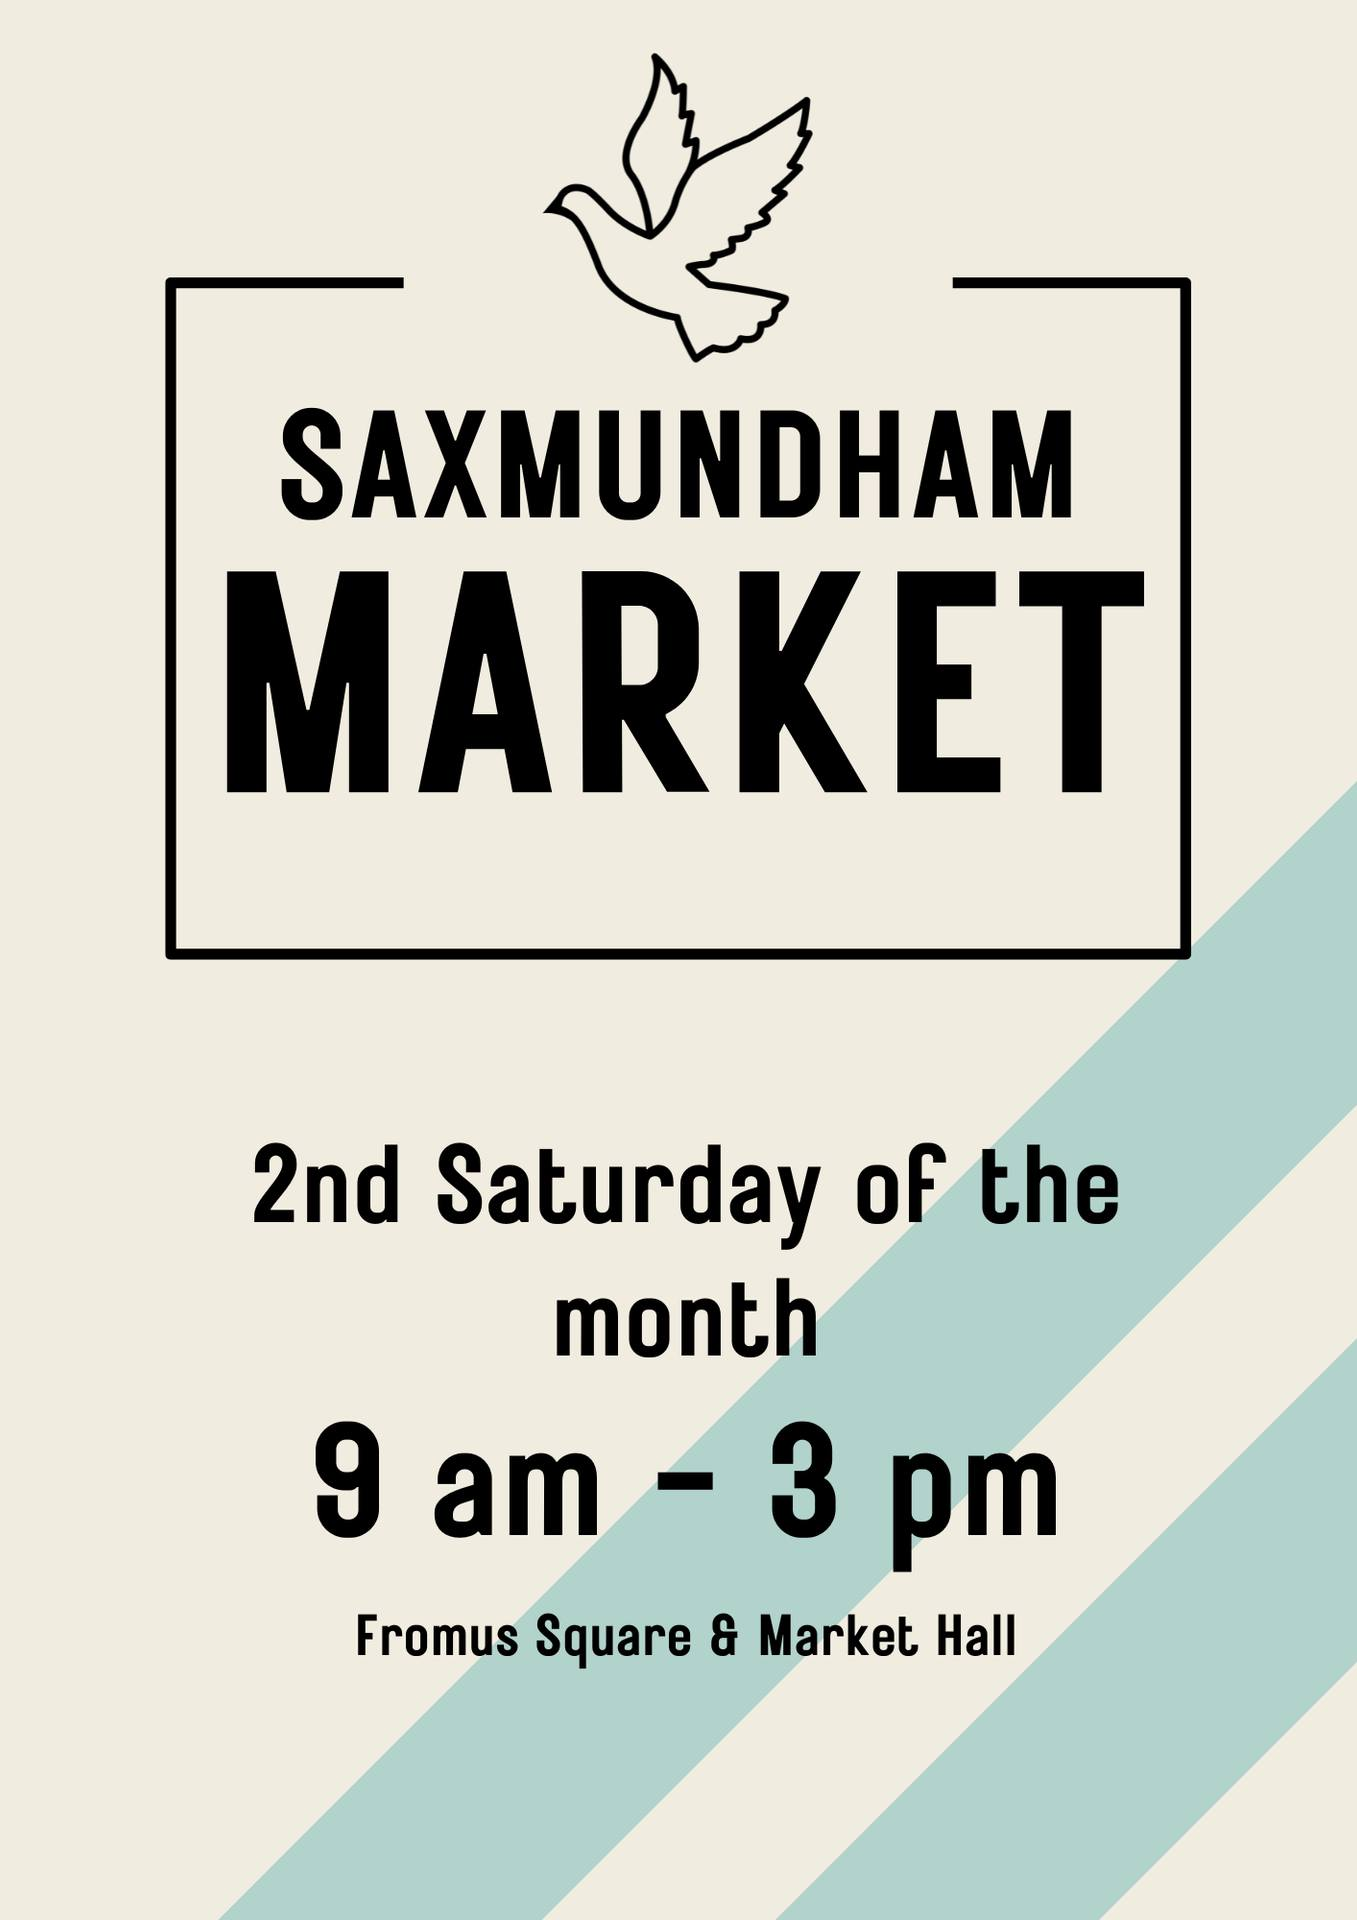 SAXMUNDHAM
MARKET
2nd Saturday of the
month
9 am - 3 pm
Fromus Square & Market Hall